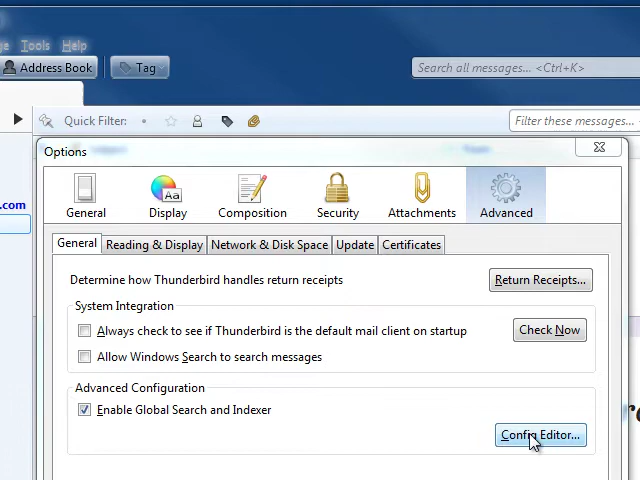 Tools Help
Address Book Tag Search all messages... <Ctrl+K>
Quick Filter: Filter these messages...
Options
.com
General Display Composition Security Attachments Advanced
General Reading & Display Network & Disk Space Update Certificates
Determine how Thunderbird handles return receipts Return Receipts...
System Integration
Always check to see if Thunderbird is the default mail client on startup Check Now
Allow Windows Search to search messages
Advanced Configuration
Enable Global Search and Indexer
Config Editor...